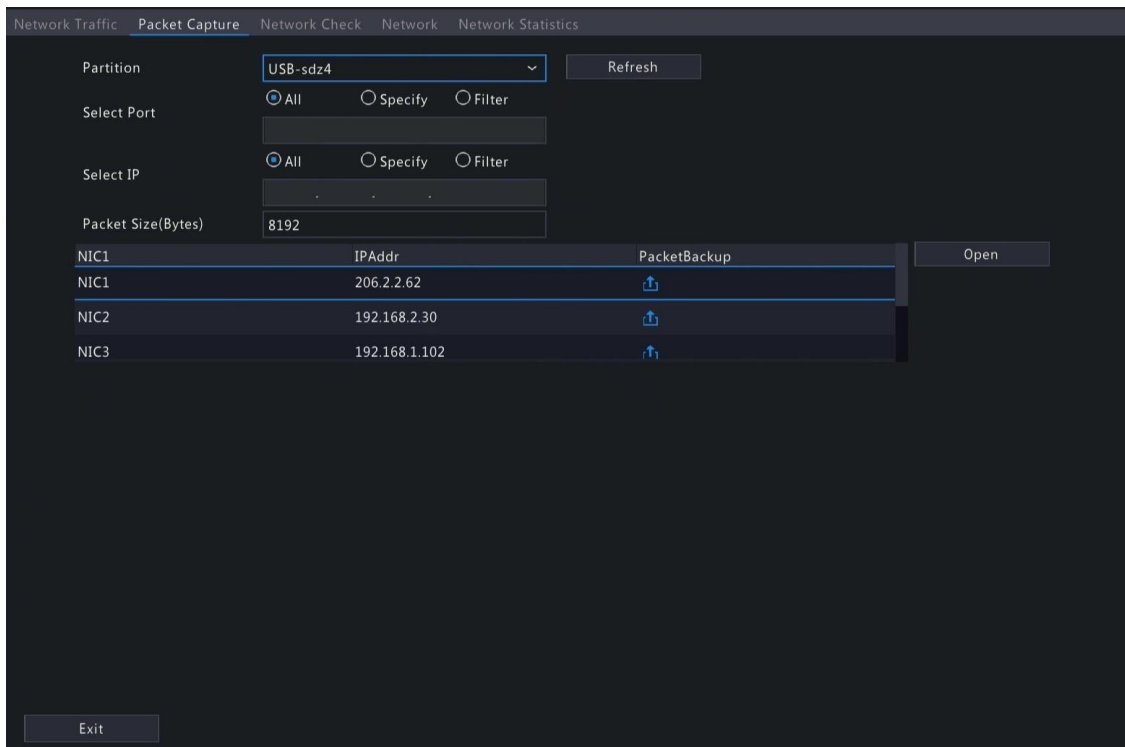 Network Traffic Packet Capture Network Check Network Network Statistics
Partition USB-sdz4 Refresh
All Specify Filter
Select Port
All Specify Filter
Select IP
. . .
Packet Size(Bytes) 8192
NIC1 IPAddr PacketBackup Open
NIC1 206.2.2.62
NIC2 192.168.2.30
NIC3 192.168.1.102
Exit